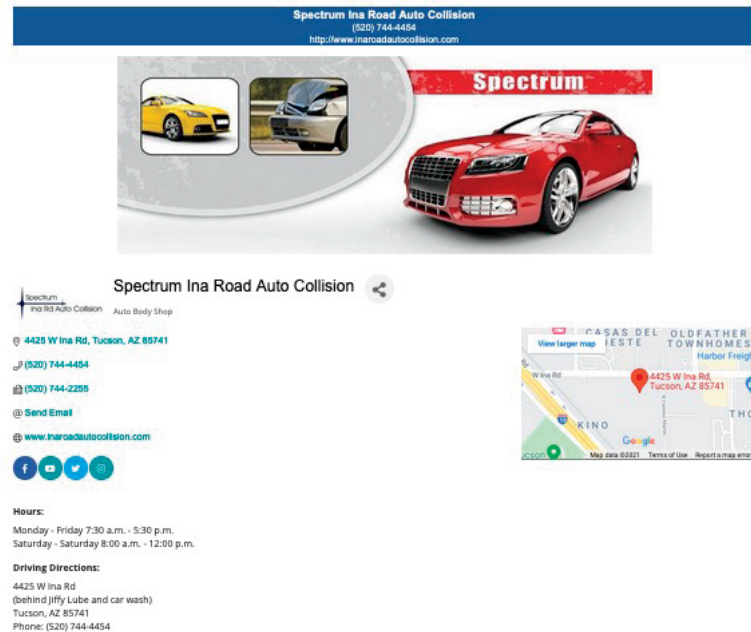 Spectrum Ina Road Auto Collision
(520) 744-4454
http://www.inaroadautocollision.com
Spectrum
Spectrum
Ina Rd Auto Collision
Spectrum Ina Road Auto Collision
Auto Body Shop
4425 W Ina Rd, Tucson, AZ 85741
(520) 744-4454
(520) 744-2255
@ Send Email
www.inaroadautocollision.com
View larger map
CASAS DEL
OESTE
OLDFATHER
TOWNHOMES
Harbor Freigh
W Ina Rd
4425 W Ina Rd,
Tucson, AZ 85741
10
KINO
THO
Google
ucson
Map data ©2021 Terms of Use Report a map error
Hours:
Monday - Friday 7:30 a.m. - 5:30 p.m.
Saturday - Saturday 8:00 a.m. - 12:00 p.m.
Driving Directions:
4425 W Ina Rd
(behind Jiffy Lube and car wash)
Tucson, AZ 85741
Phone: (520) 744-4454